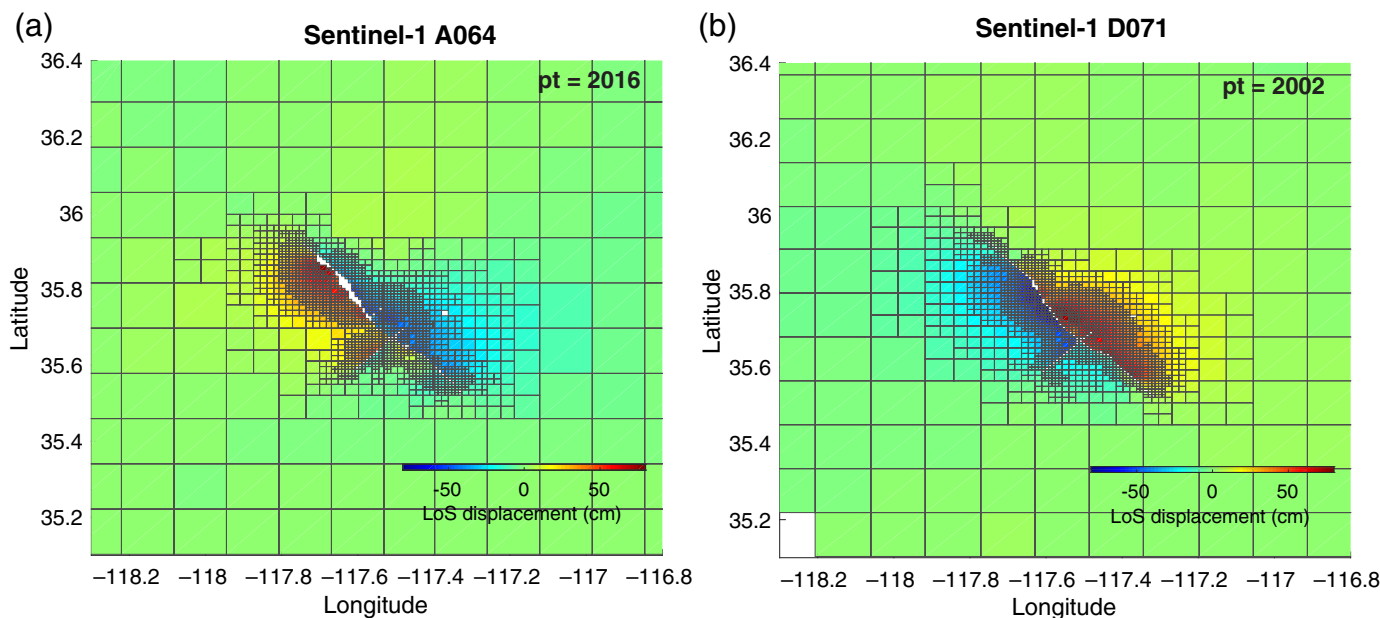 (a)
Sentinel-1 A064
pt = 2016
36.4
36.2
36
35.8
35.6
35.4
35.2
Latitude
−118.2 −118 −117.8 −117.6 −117.4 −117.2 −117 −116.8
Longitude
-50 0 50
LoS displacement (cm)
(b)
Sentinel-1 D071
pt = 2002
36.4
36.2
36
35.8
35.6
35.4
35.2
Latitude
−118.2 −118 −117.8 −117.6 −117.4 −117.2 −117 −116.8
Longitude
-50 0 50
LoS displacement (cm)